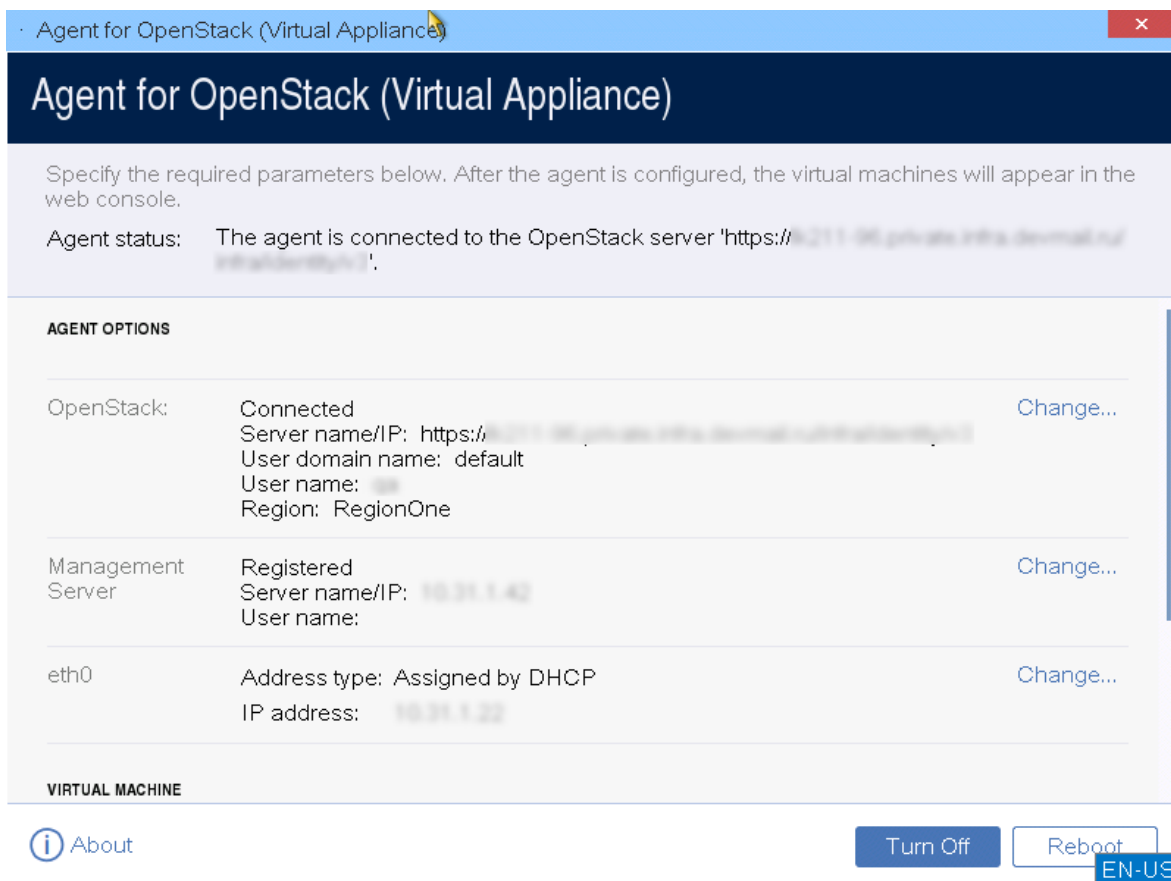 Agent for OpenStack (Virtual Appliance)
Agent for OpenStack (Virtual Appliance)
Specify the required parameters below. After the agent is configured, the virtual machines will appear in the
web console.
Agent status: The agent is connected to the OpenStack server 'https://
'.
AGENT OPTIONS
OpenStack: Connected Change...
Server name/IP: https://
User domain name: default
User name:
Region: RegionOne
Management Server Registered Change...
Server name/IP:
User name:
eth0 Address type: Assigned by DHCP Change...
IP address:
VIRTUAL MACHINE
About Turn Off Reboot
EN-US